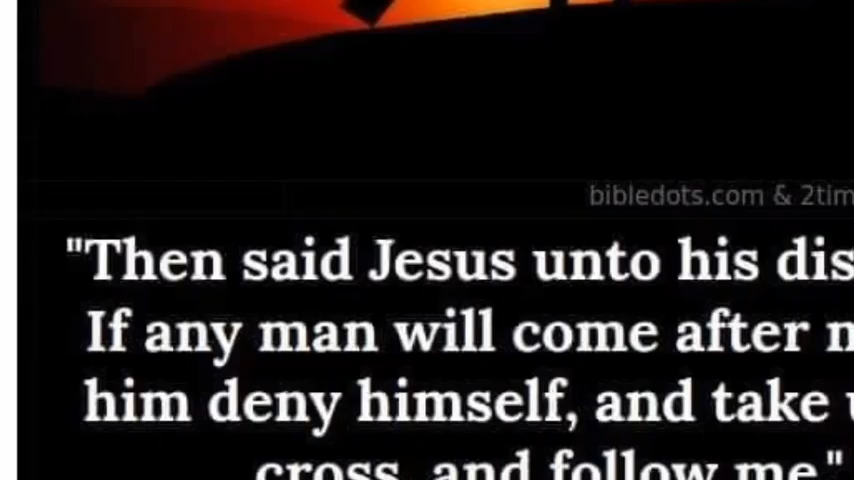 bibledots.com & 2tim
"Then said Jesus unto his dis
If any man will come after
him deny himself, and take
cross, and follow me."